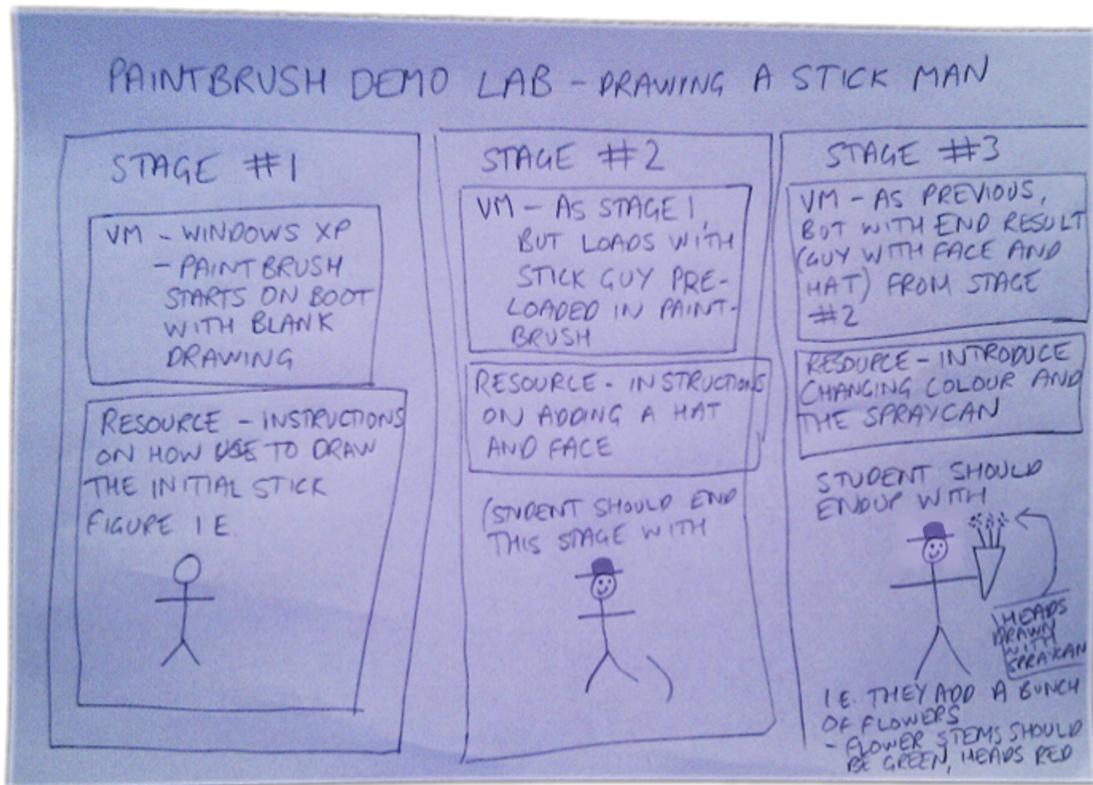 PAINTBRUSH DEMO LAB - DRAWING A STICK MAN
STAGE #1
VM - WINDOWS XP
- PAINTBRUSH
STARTS ON BOOT
WITH BLANK
DRAWING
RESOURCE - INSTRUCTIONS
ON HOW USE TO DRAW
THE INITIAL STICK
FIGURE I E.
STAGE #2
VM - AS STAGE 1,
BUT LOADS WITH
STICK GUY PRE-
LOADED IN PAINT-
BRUSH
RESOURCE - INSTRUCTIONS
ON ADDING A HAT
AND FACE
(STUDENT SHOULD END
THIS STAGE WITH
)
STAGE #3
VM - AS PREVIOUS,
BUT WITH END RESULT
(GUY WITH FACE AND
HAT) FROM STAGE
#2
RESOURCE - INTRODUCE
CHANGING COLOUR AND
THE SPRAYCAN
STUDENT SHOULD
ENDUP WITH
HEADS
DRAWN
WITH
SPRAYCAN
I.E. THEY ADD A BUNCH
OF FLOWERS
- FLOWER STEMS SHOULD
BE GREEN, HEADS RED